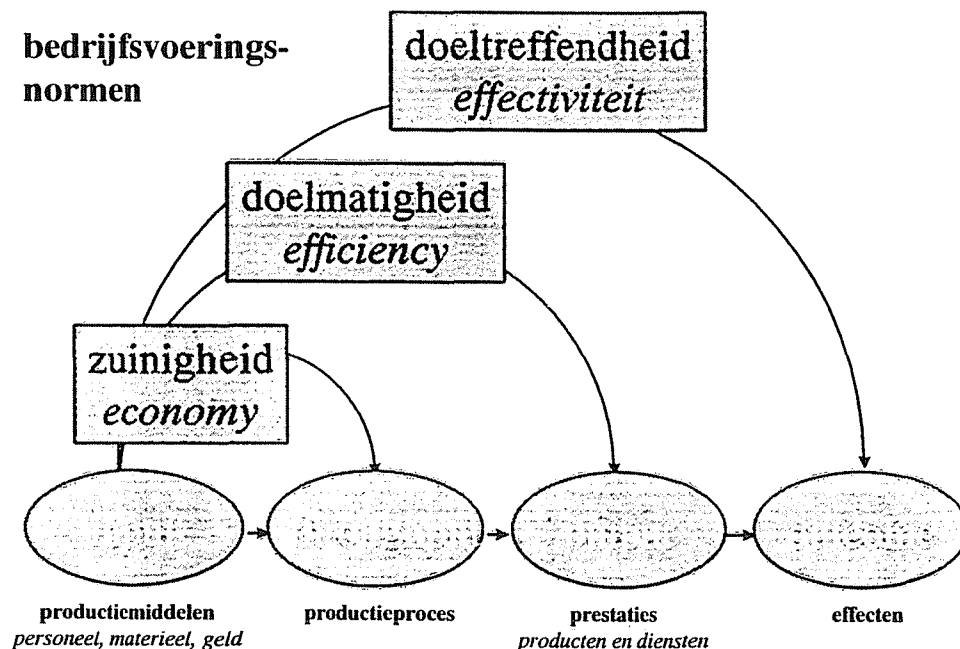 bedrijfsvoerings-
normen
doeltreffendheid
effectiviteit
doelmatigheid
efficiency
zuinigheid
economy
productiemiddelen
personeel, materieel, geld
productieproces
prestaties
producten en diensten
effecten